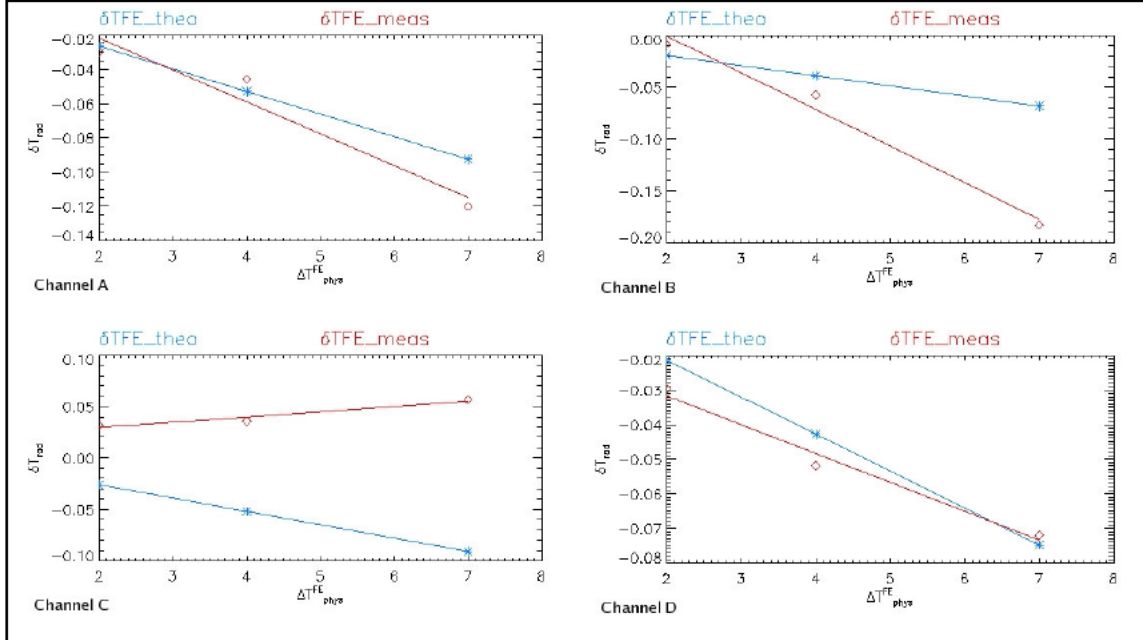 δTFE_thea δTFE_meas δTFE_thea δTFE_meas
−0.02 0.00
−0.04
−0.06 −0.05
δT_rad −0.08 δT_rad −0.10
−0.10 −0.15
−0.12
−0.14 −0.20
2 3 4 5 6 7 8 2 3 4 5 6 7 8
Channel A ΔT^FE_phys Channel B ΔT^FE_phys
δTFE_thea δTFE_meas δTFE_thea δTFE_meas
0.10 −0.02
0.05 −0.03
−0.04
δT_rad 0.00 δT_rad −0.05
−0.06
−0.05 −0.07
−0.10 −0.08
2 3 4 5 6 7 8 2 3 4 5 6 7 8
Channel C ΔT^FE_phys Channel D ΔT^FE_phys